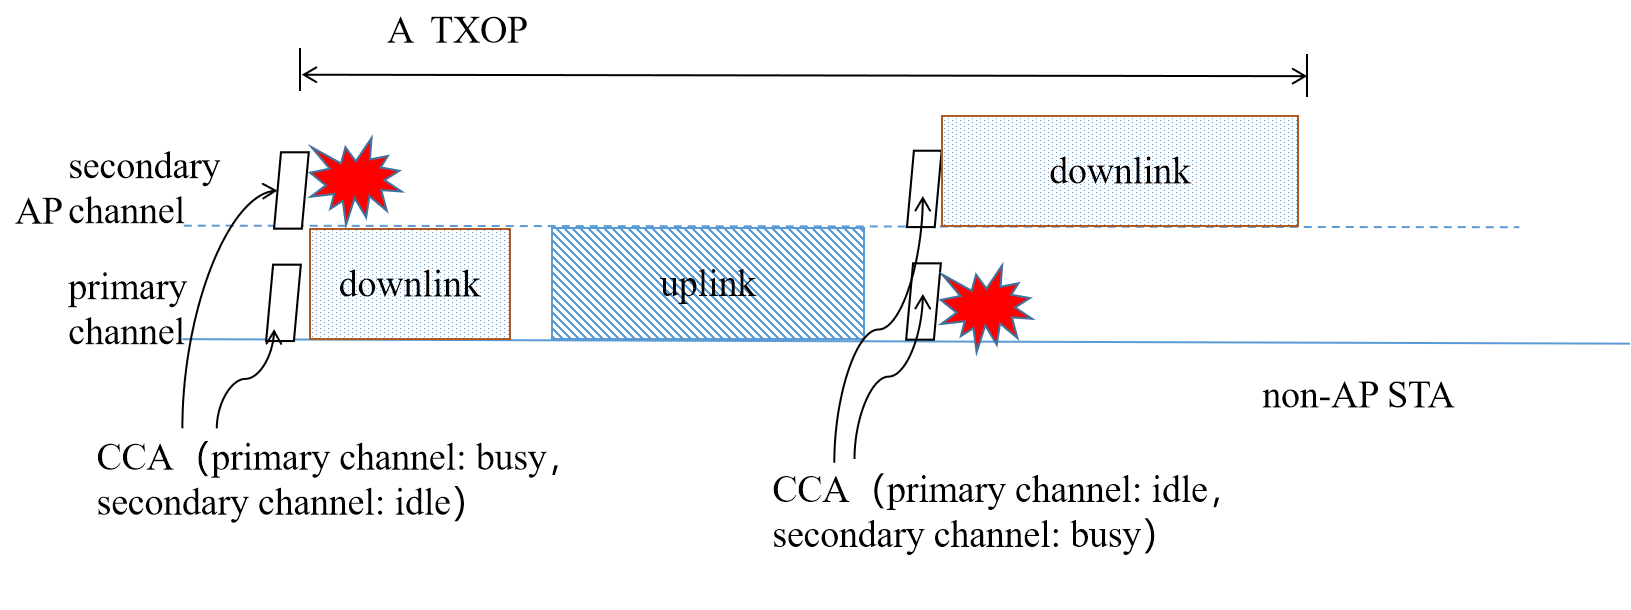 A TXOP
secondary
AP channel
downlink
primary
channel
downlink
uplink
non-AP STA
CCA (primary channel: busy,
secondary channel: idle)
CCA (primary channel: idle,
secondary channel: busy)